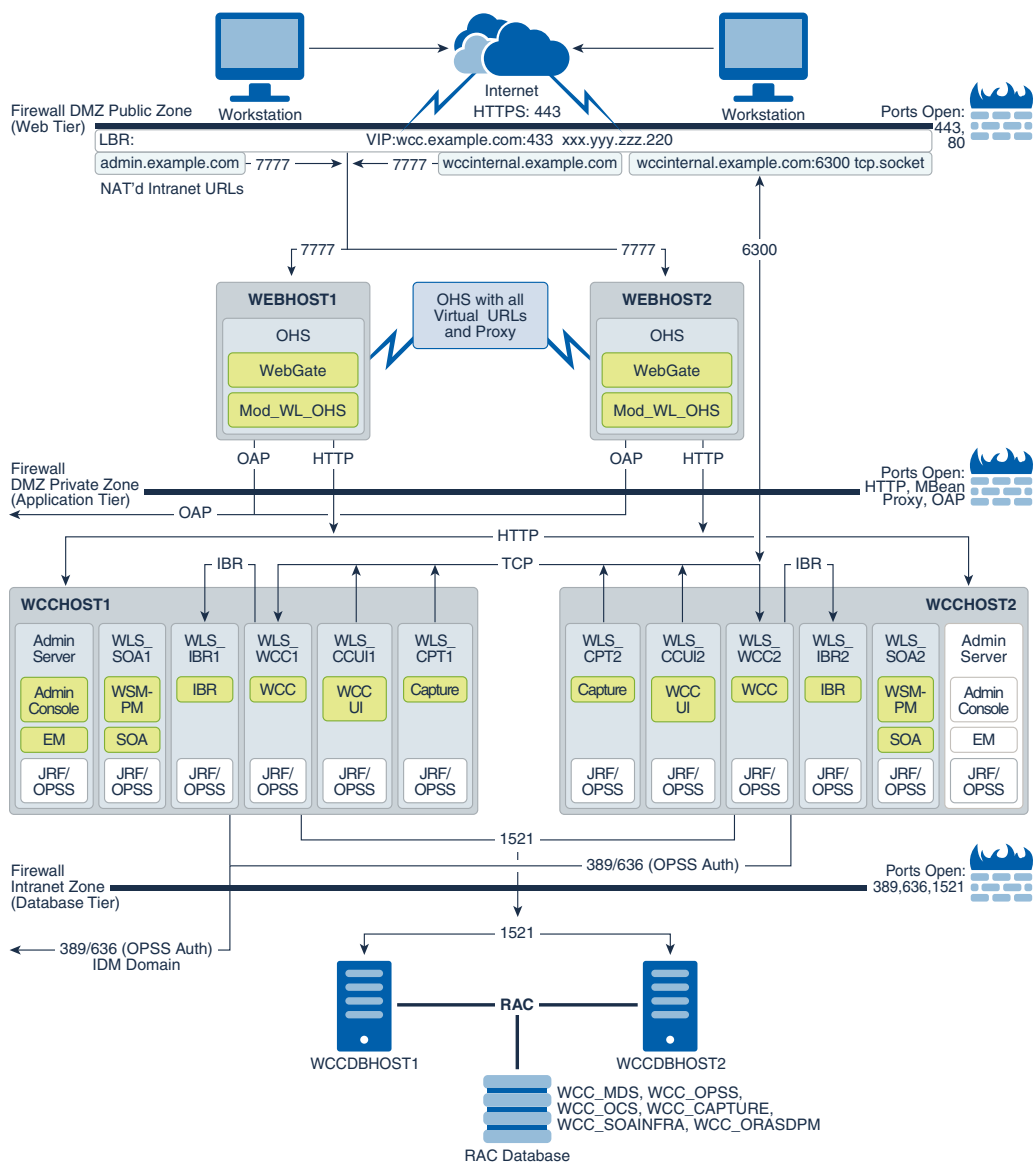 Internet
Workstation
HTTPS: 443
Workstation
Firewall DMZ Public Zone
(Web Tier)
Ports Open:
443,
80
LBR:
VIP:wcc.example.com:433 xxx.yyy.zzz.220
admin.example.com
7777
7777
wccinternal.example.com
wccinternal.example.com:6300 tcp.socket
NAT'd Intranet URLs
7777
7777
6300
WEBHOST1
OHS
WebGate
Mod_WL_OHS
OHS with all
Virtual URLs
and Proxy
WEBHOST2
OHS
WebGate
Mod_WL_OHS
OAP
HTTP
OAP
HTTP
Firewall
DMZ Private Zone
(Application Tier)
Ports Open:
HTTP, MBean
Proxy, OAP
OAP
HTTP
IBR
TCP
IBR
WCCHOST1
Admin
Server
Admin
Console
EM
JRF/
OPSS
WLS_
SOA1
WSM-
PM
SOA
JRF/
OPSS
WLS_
IBR1
IBR
JRF/
OPSS
WLS_
WCC1
WCC
JRF/
OPSS
WLS_
CCUI1
WCC
UI
JRF/
OPSS
WLS_
CPT1
Capture
JRF/
OPSS
WCCHOST2
WLS_
CPT2
Capture
JRF/
OPSS
WLS_
CCUI2
WCC
UI
JRF/
OPSS
WLS_
WCC2
WCC
JRF/
OPSS
WLS_
IBR2
IBR
JRF/
OPSS
WLS_
SOA2
WSM-
PM
SOA
JRF/
OPSS
Admin
Server
Admin
Console
EM
JRF/
OPSS
1521
389/636 (OPSS Auth)
Firewall
Intranet Zone
(Database Tier)
Ports Open:
389,636,1521
1521
389/636 (OPSS Auth)
IDM Domain
RAC
WCCDBHOST1
WCCDBHOST2
WCC_MDS, WCC_OPSS,
WCC_OCS, WCC_CAPTURE,
WCC_SOAINFRA, WCC_ORASDPM
RAC Database